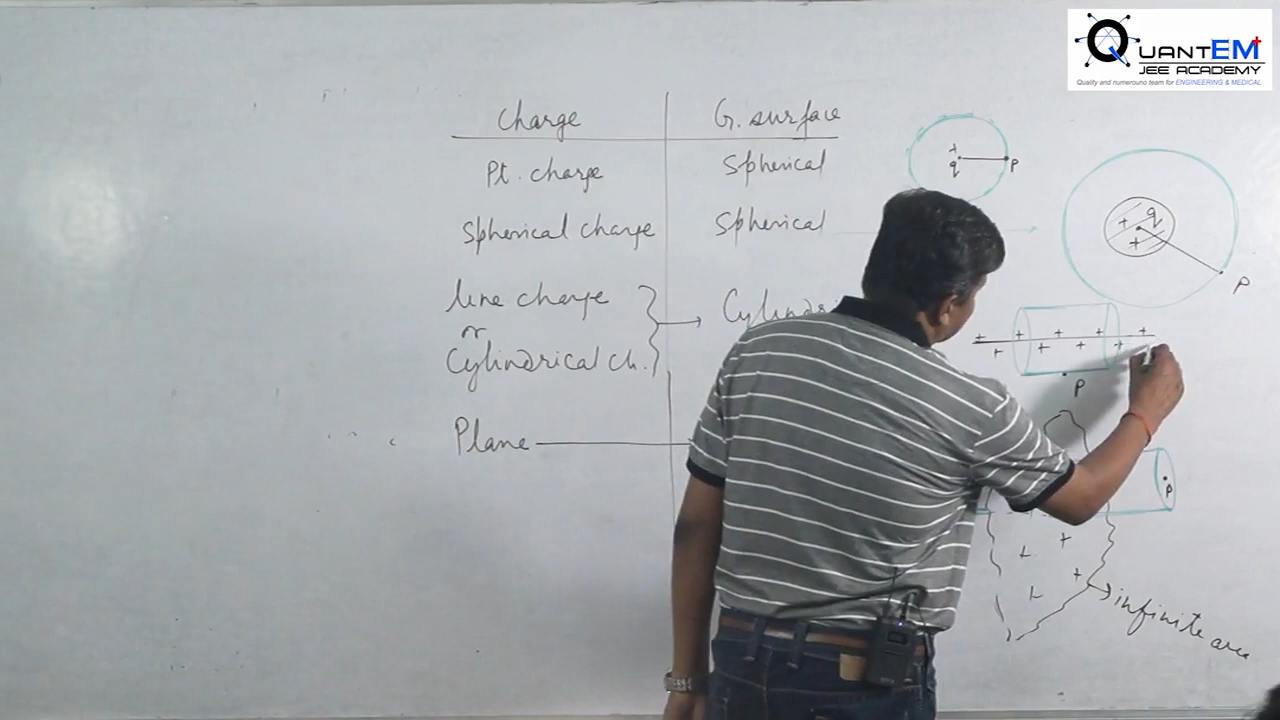 QUANTEM+
JEE ACADEMY
Quality and numerouno team for ENGINEERING & MEDICAL
Charge G. surface
Pt. charge Spherical
Spherical charge Spherical
line charge
or
Cylindrical ch.
Plane
+
q
P
q
+
+
P
+ + + + +
+ + + +
P
P
+ +
+
+
infinite area